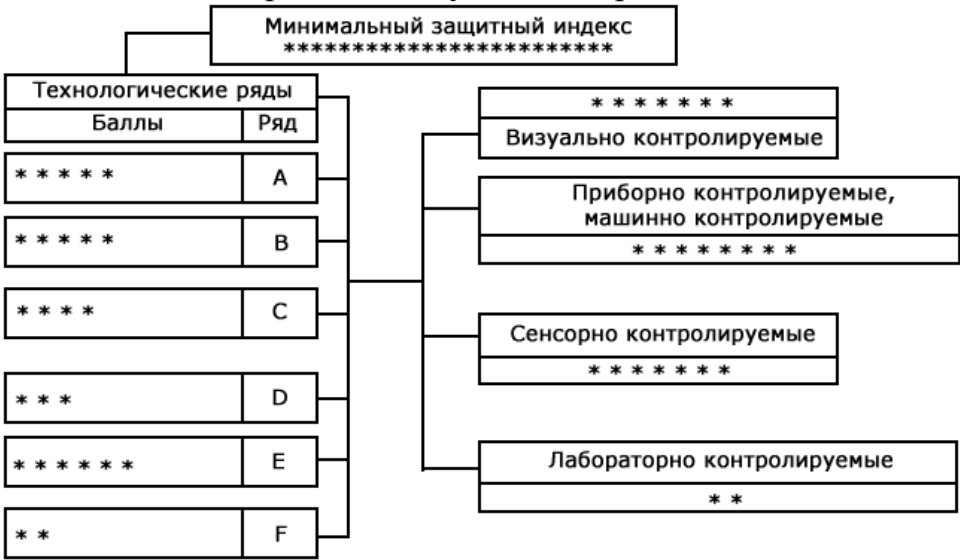 Минимальный защитный индекс
************************
Технологические ряды
Баллы Ряд
* * * * * A
* * * * * B
* * * * C
* * * D
* * * * * * E
* * F
* * * * * * *
Визуально контролируемые
Приборно контролируемые,
машинно контролируемые
* * * * * * * *
Сенсорно контролируемые
* * * * * * *
Лабораторно контролируемые
* *